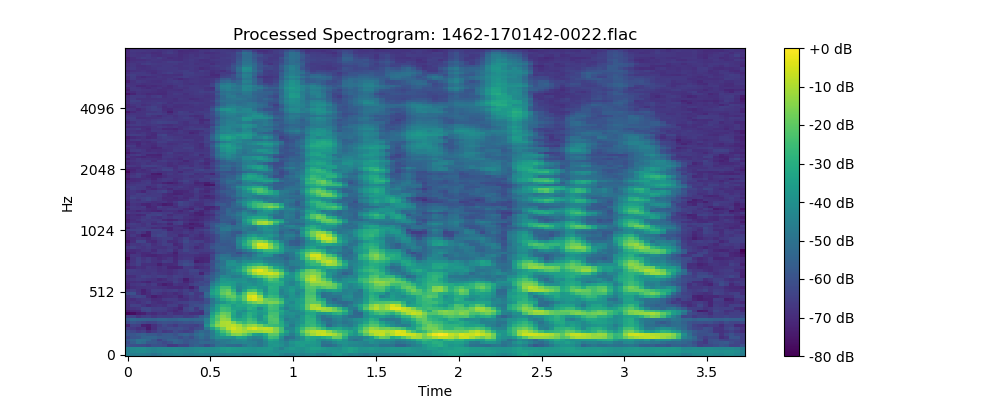 Processed Spectrogram: 1462-170142-0022.flac
Hz
4096
2048
1024
512
0
0 0.5 1 1.5 2 2.5 3 3.5
Time
+0 dB
-10 dB
-20 dB
-30 dB
-40 dB
-50 dB
-60 dB
-70 dB
-80 dB